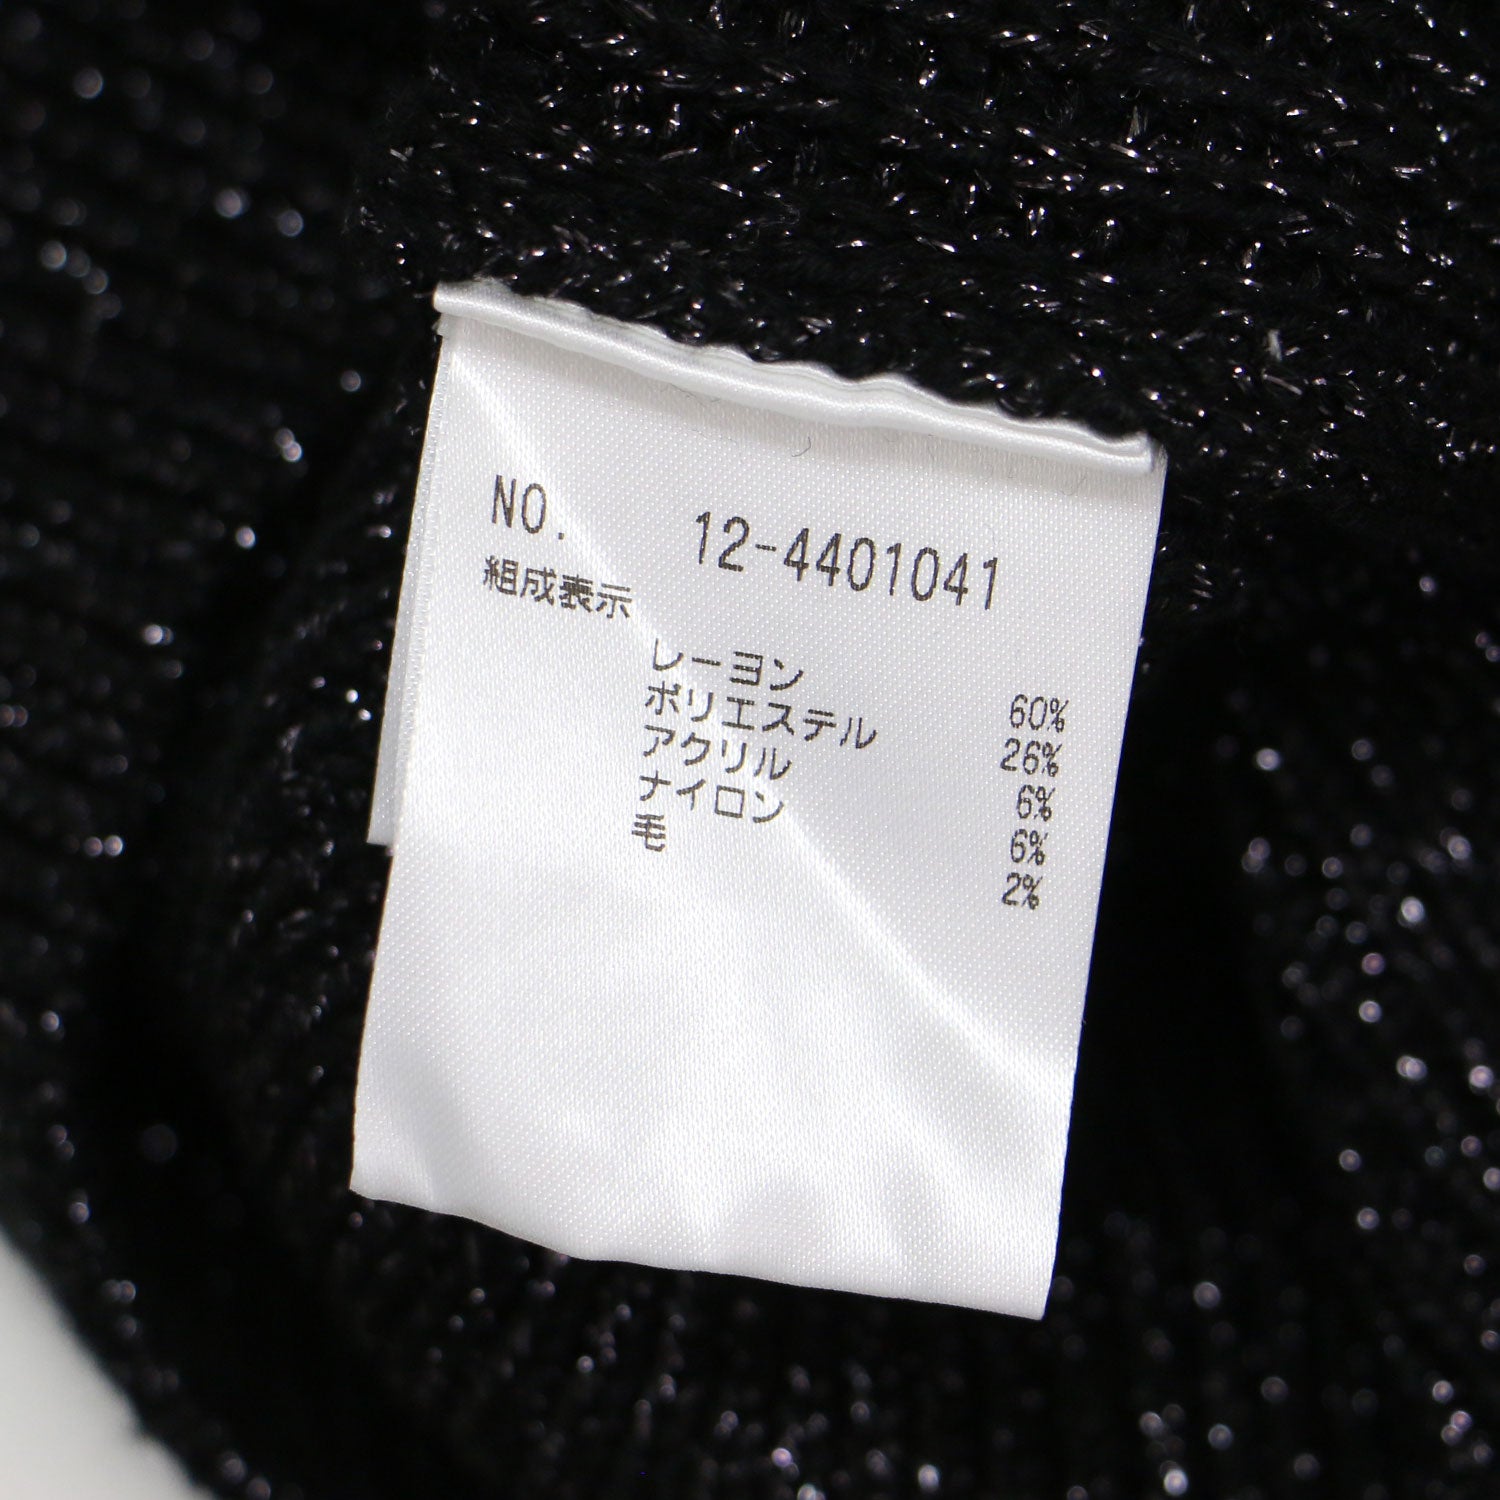 NO. 12-4401041
組成表示
レーヨン 60%
ポリエステル 26%
アクリル 6%
ナイロン 6%
毛 2%